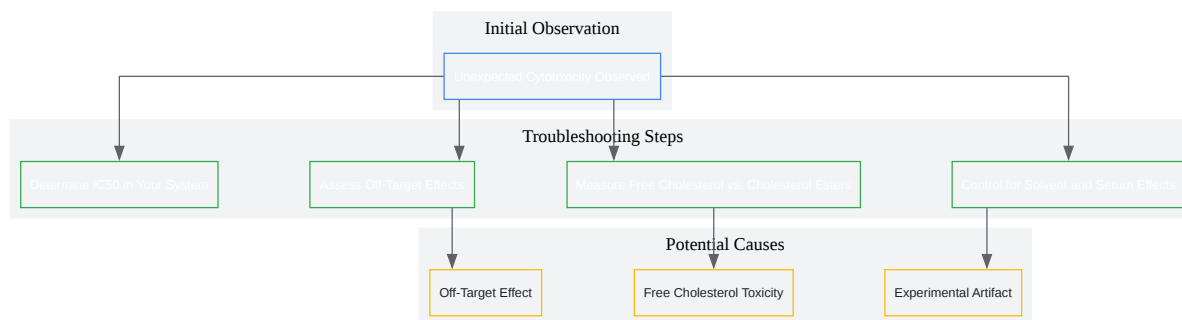 Initial Observation
Unexpected Cytotoxicity Observed
Troubleshooting Steps
Determine IC50 in Your System
Assess Off-Target Effects
Measure Free Cholesterol vs. Cholesterol Esters
Control for Solvent and Serum Effects
Potential Causes
Off-Target Effect
Free Cholesterol Toxicity
Experimental Artifact